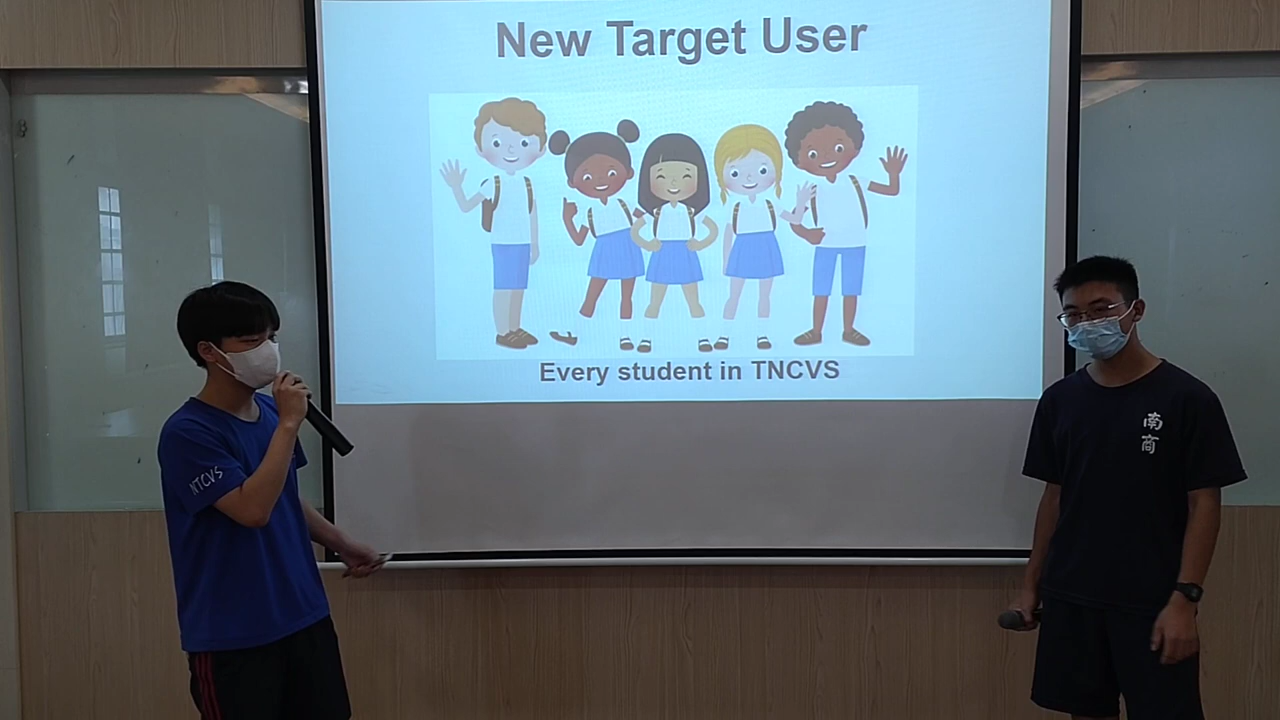 New Target User
Every student in TNCVS
NTCVS
南
商